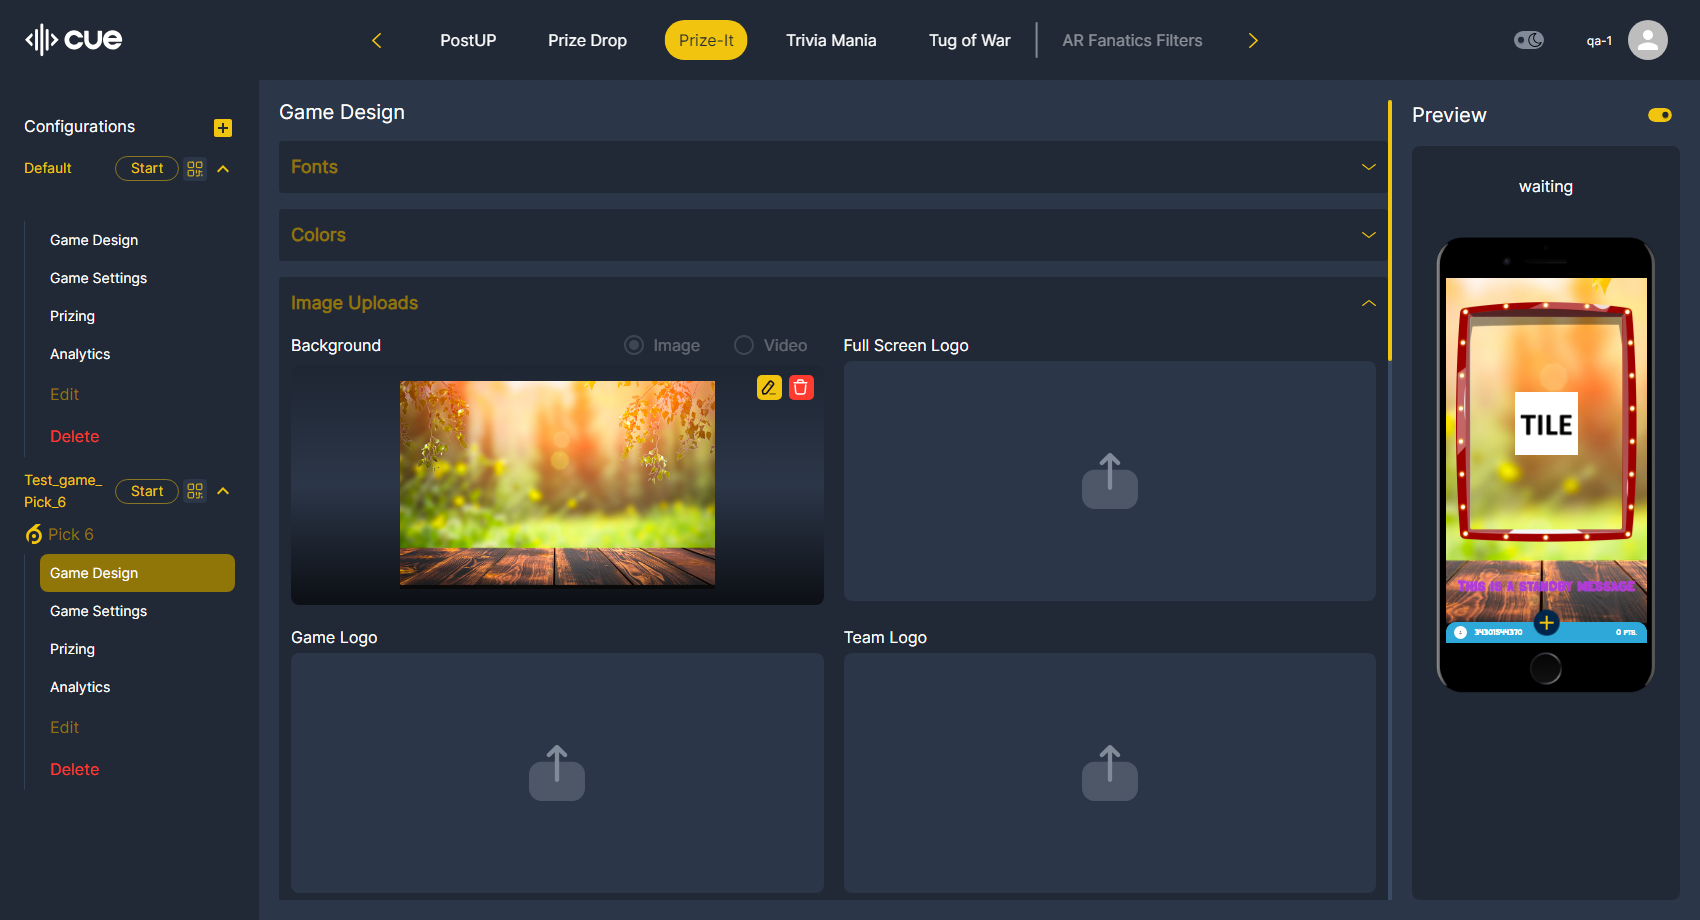 cue
PostUP
Prize Drop
Prize-It
Trivia Mania
Tug of War
AR Fanatics Filters
qa-1
Configurations
Default
Start
Game Design
Game Settings
Prizing
Analytics
Edit
Delete
Test_game_
Pick_6
Start
Pick 6
Game Design
Game Settings
Prizing
Analytics
Edit
Delete
Game Design
Fonts
Colors
Image Uploads
Background
Image
Video
Full Screen Logo
Game Logo
Team Logo
Preview
waiting
TILE
This is a standby message
34301544370
0 PTS.